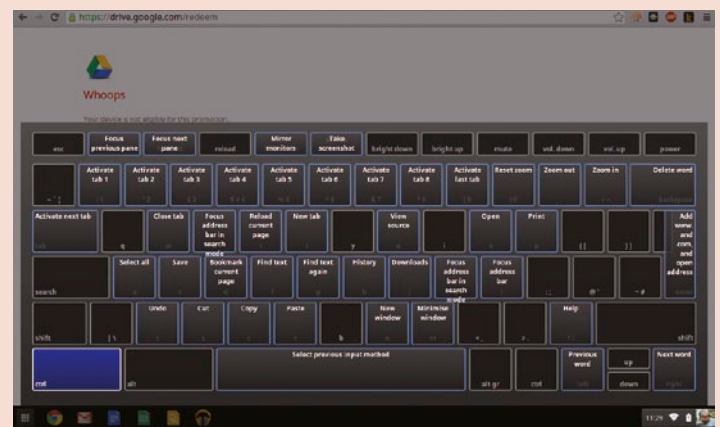 https://drive.google.com/redeem
Whoops
Your device is not eligible for this promotion.
esc
Focus previous pane
Focus next pane
reload
Mirror monitors
Take screenshot
bright down
bright up
mute
vol. down
vol. up
power
Activate tab 1
Activate tab 2
Activate tab 3
Activate tab 4
Activate tab 5
Activate tab 6
Activate tab 7
Activate tab 8
Activate last tab
Reset zoom
Zoom out
Zoom in
Delete word
backspace
Activate next tab
tab
q
Close tab
w
Focus address bar in search mode
Reload current page
New tab
y
View source
i
Open
Print
Add www. and .com, and open address
search
Select all
Save
Bookmark current page
Find text
Find text again
History
Downloads
Focus address bar in search mode
Focus address bar
shift
Undo
Cut
Copy
Paste
b
New window
Minimise window
Help
shift
ctrl
alt
Select previous input method
alt gr
ctrl
Previous word
left
up
down
Next word
right
11:29